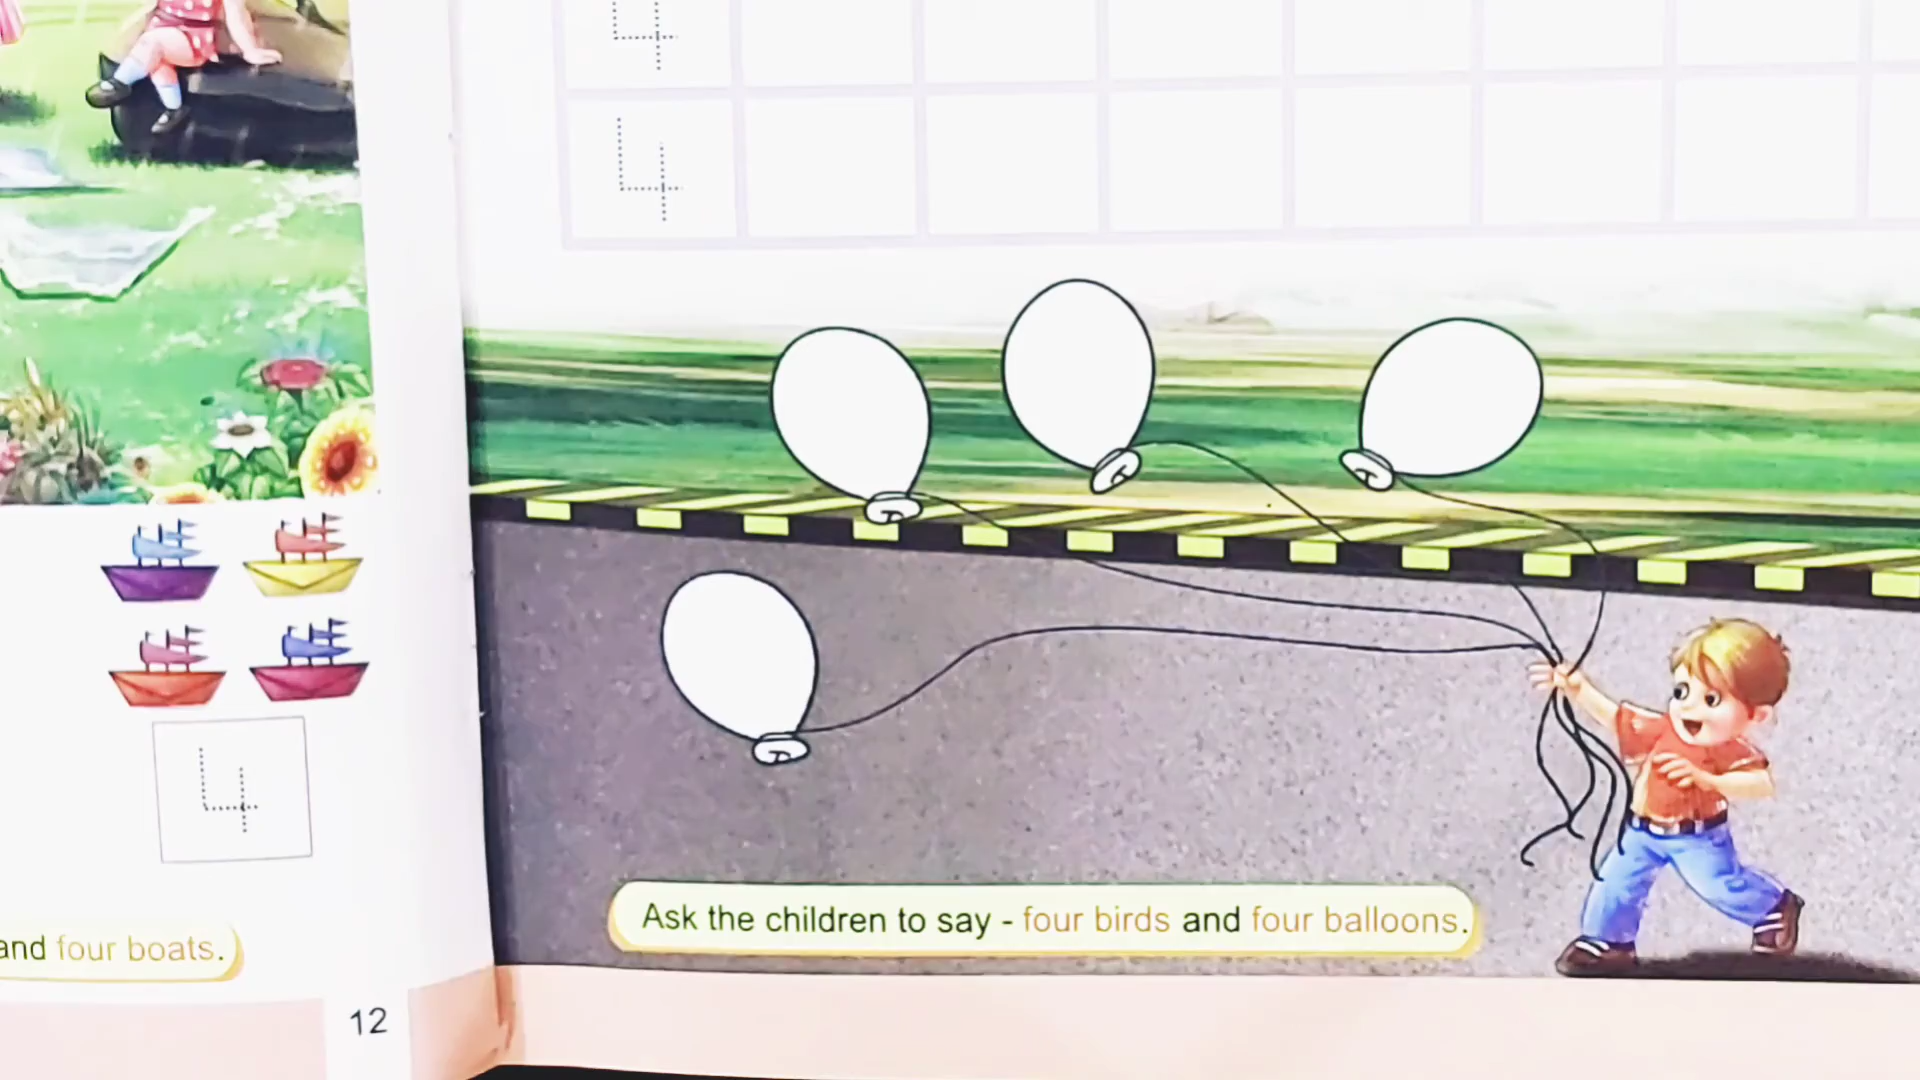 4
4
4
and four boats.
12
Ask the children to say - four birds and four balloons.